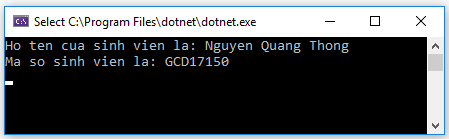 Select C:\Program Files\dotnet\dotnet.exe
Ho ten cua sinh vien la: Nguyen Quang Thong
Ma so sinh vien la: GCD17150